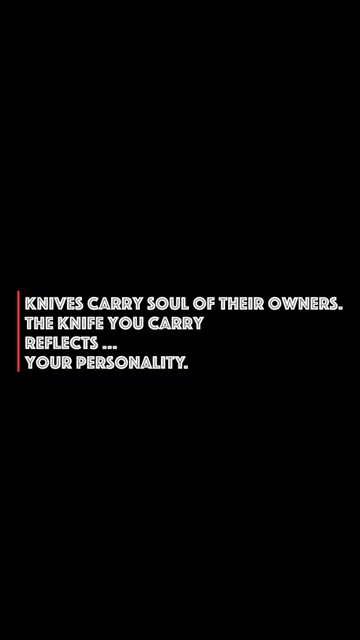 KNIVES CARRY SOUL OF THEIR OWNERS.
THE KNIFE YOU CARRY
REFLECTS ...
YOUR PERSONALITY.